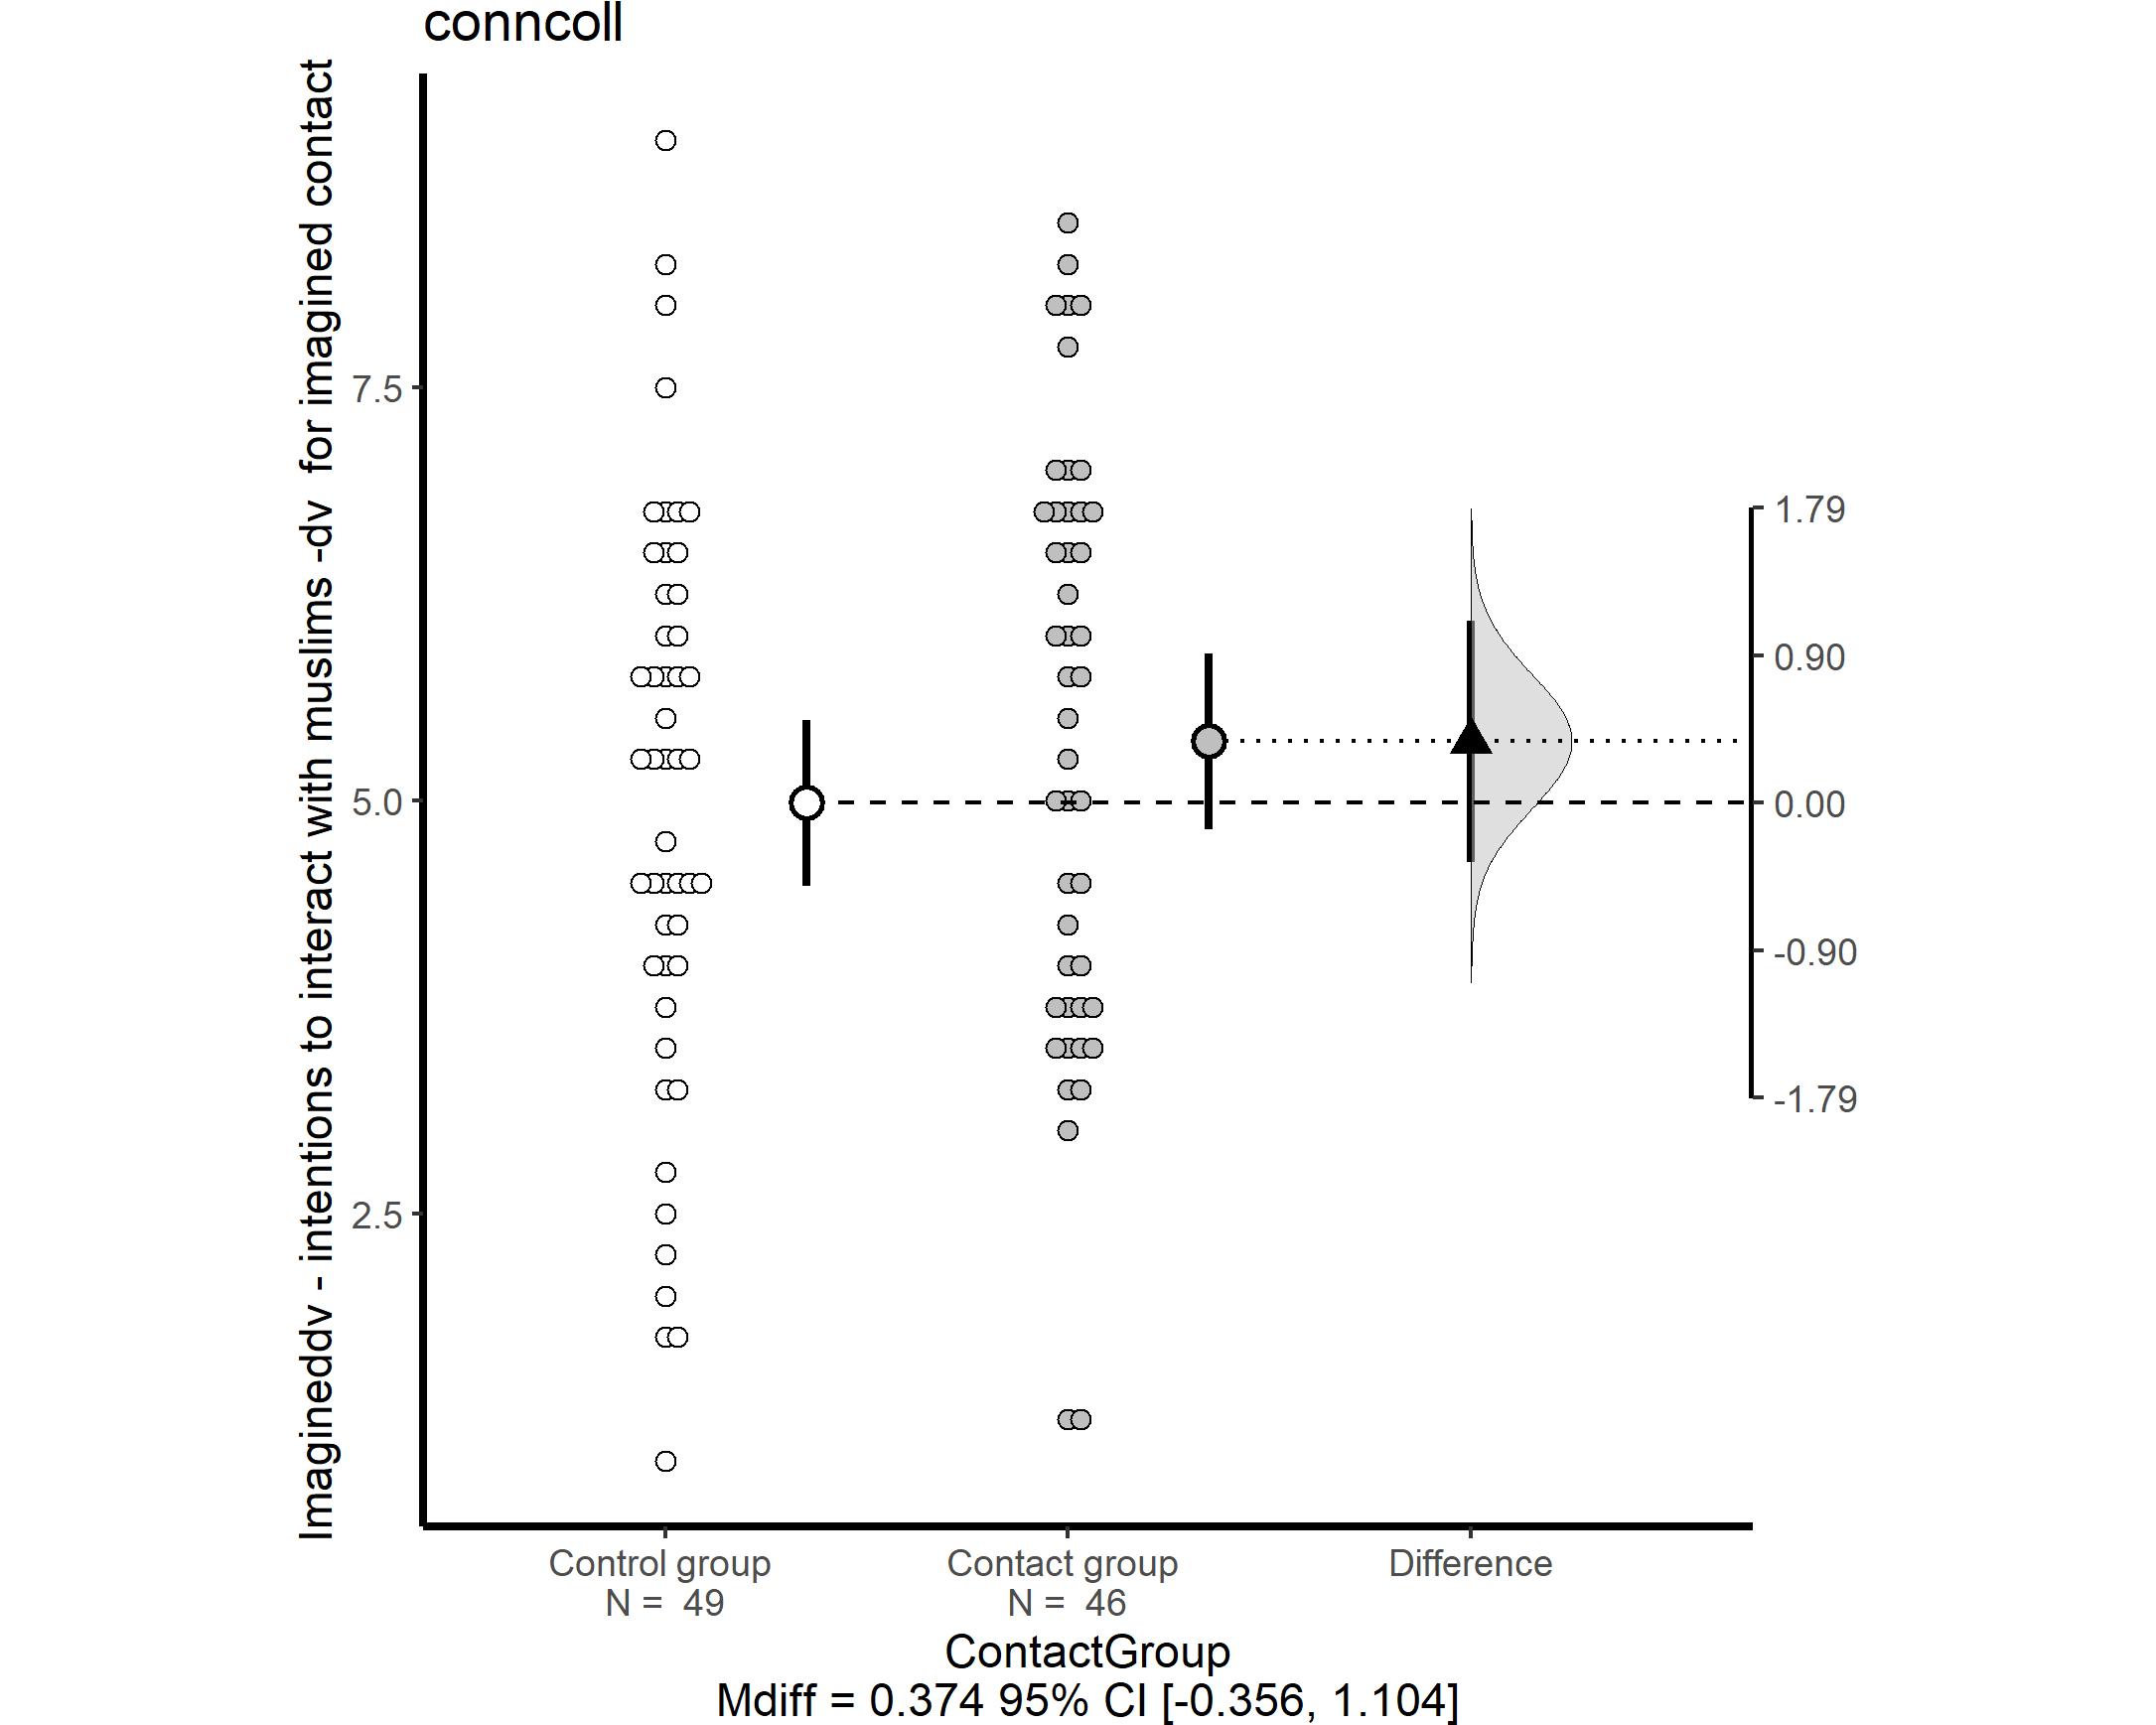 conncoll
Imagineddv - intentions to interact with muslims -dv  for imagined contact
7.5
5.0
2.5
1.79
0.90
0.00
-0.90
-1.79
Control group
N =  49
Contact group
N =  46
Difference
ContactGroup
Mdiff = 0.374 95% CI [-0.356, 1.104]